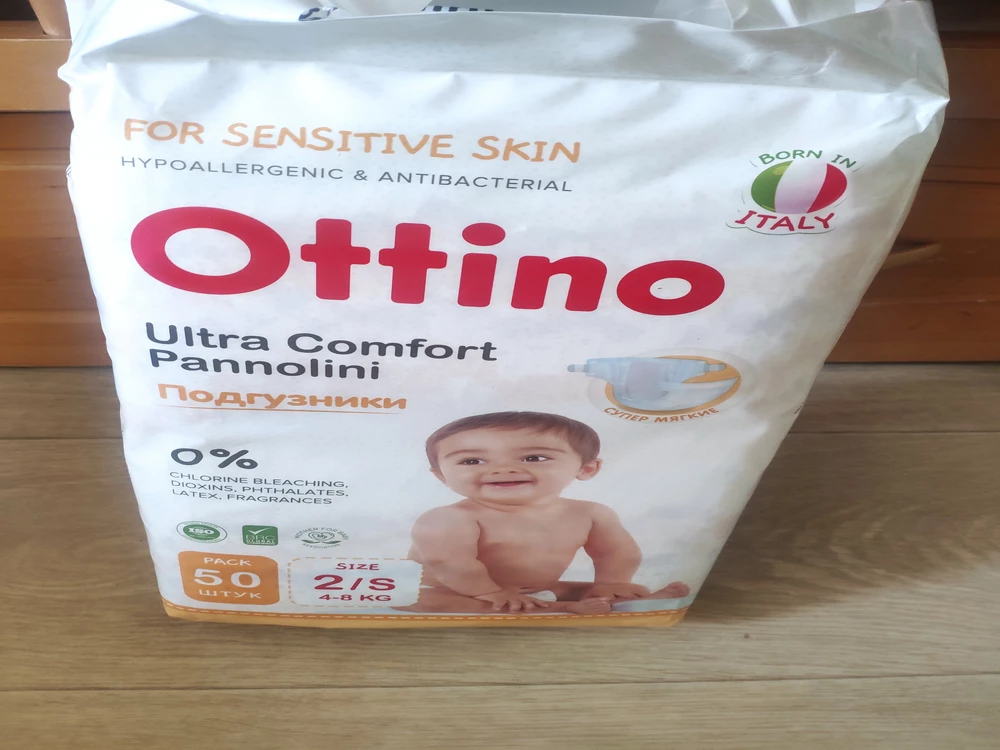 FOR SENSITIVE SKIN
HYPOALLERGENIC & ANTIBACTERIAL
BORN IN
ITALY
Ottino
Ultra Comfort
Pannolini
Подгузники
СУПЕР МЯГКИЕ
0%
CHLORINE BLEACHING,
DIOXINS, PHTHALATES,
LATEX, FRAGRANCES
ISO
BRC
PACK
50
ШТУК
SIZE
2/S
4-8 KG